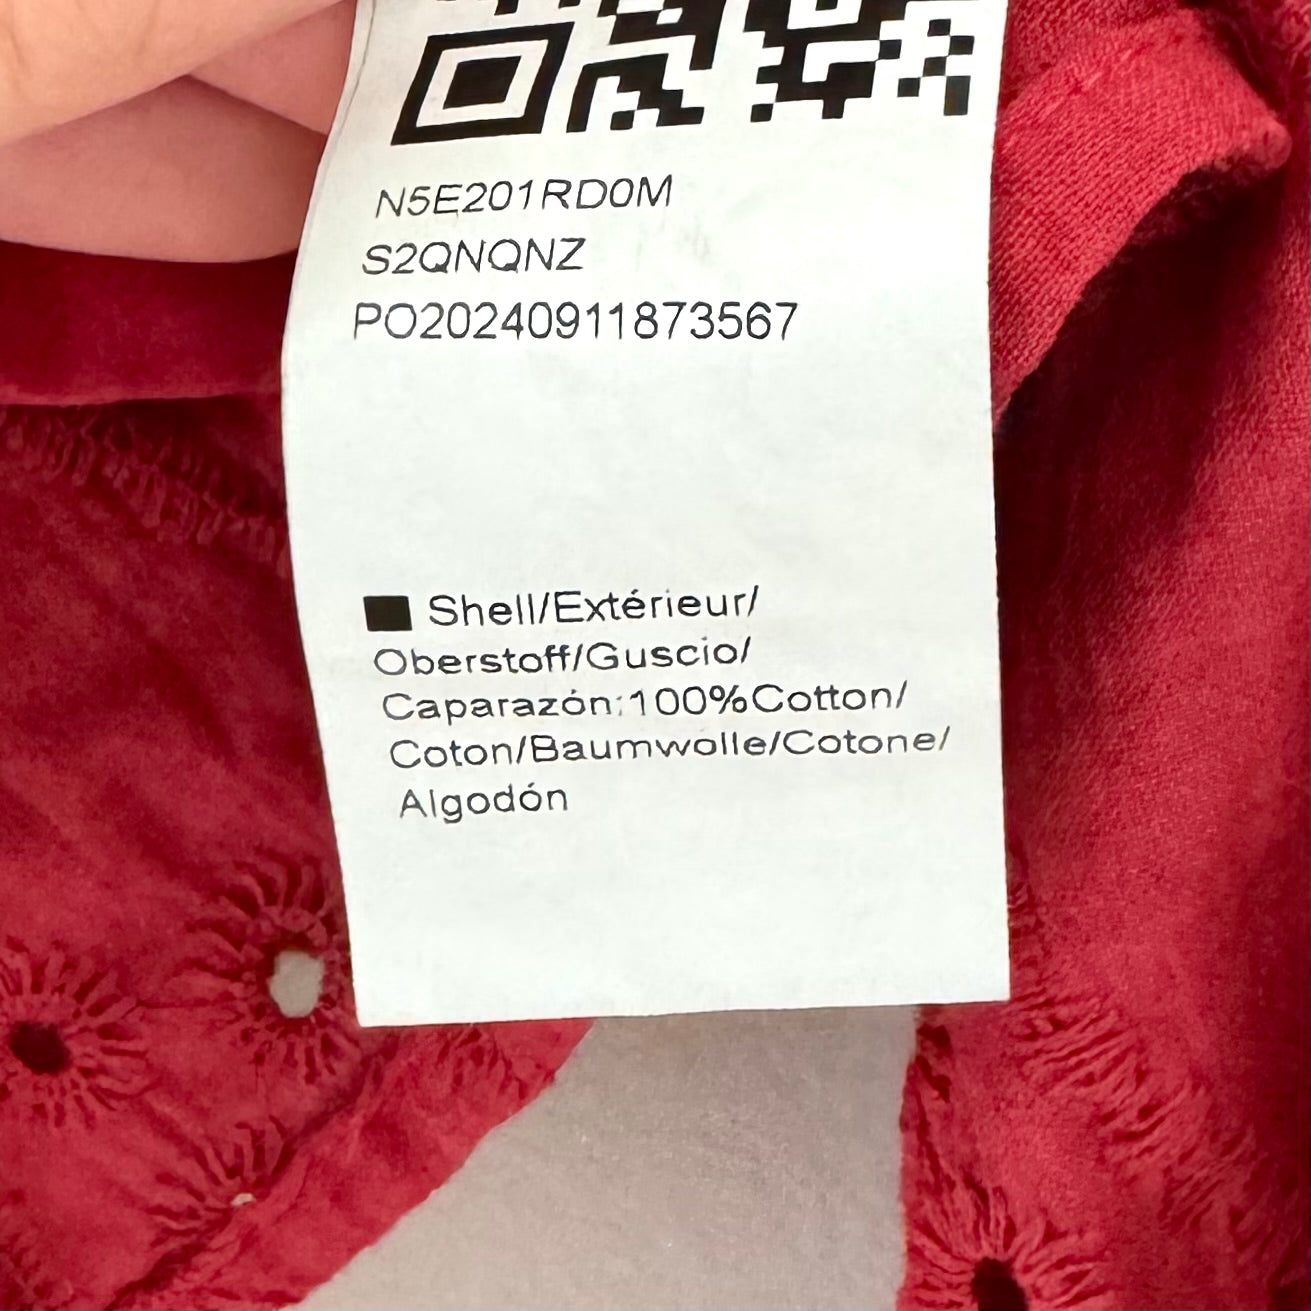 N5E201RD0M
S2QNQNZ
PO20240911873567
Shell/Extérieur/
Oberstoff/Guscio/
Caparazón:100%Cotton/
Coton/Baumwolle/Cotone/
Algodón